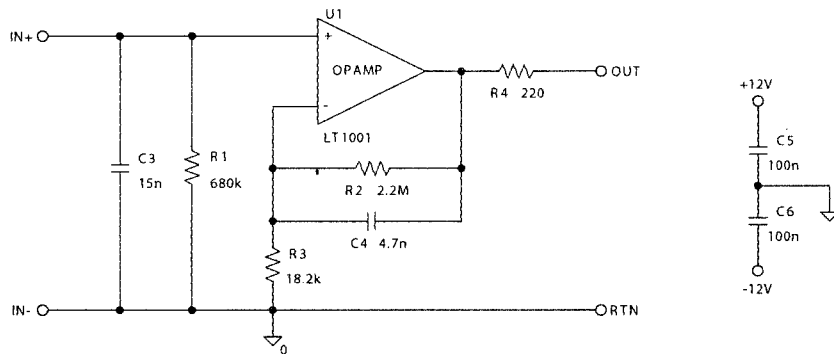 U1
IN+
+
OPAMP
-
LT1001
R4 220
OUT
+12V
C5
100n
C3
15n
R1
680k
R2 2.2M
C4 4.7n
C6
100n
R3
18.2k
-12V
IN-
RTN
0